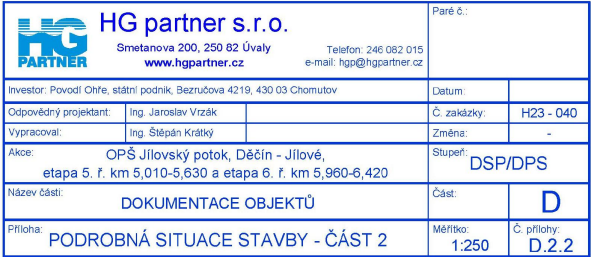 HG
PARTNER
HG partner s.r.o.
Smetanova 200, 250 82 Úvaly
www.hgpartner.cz
Telefon: 246 082 015
e-mail: hgp@hgpartner.cz
Paré č.:
Investor: Povodí Ohře, státní podnik, Bezručova 4219, 430 03 Chomutov
Datum:
Odpovědný projektant: Ing. Jaroslav Vrzák
Č. zakázky: H23 - 040
Vypracoval: Ing. Štěpán Krátký
Změna: -
Akce: OPŠ Jílovský potok, Děčín - Jílové,
etapa 5. ř. km 5,010-5,630 a etapa 6. ř. km 5,960-6,420
Stupeň: DSP/DPS
Název části:
DOKUMENTACE OBJEKTŮ
Část: D
Příloha: PODROBNÁ SITUACE STAVBY - ČÁST 2
Měřítko:
1:250
Č. přílohy:
D.2.2